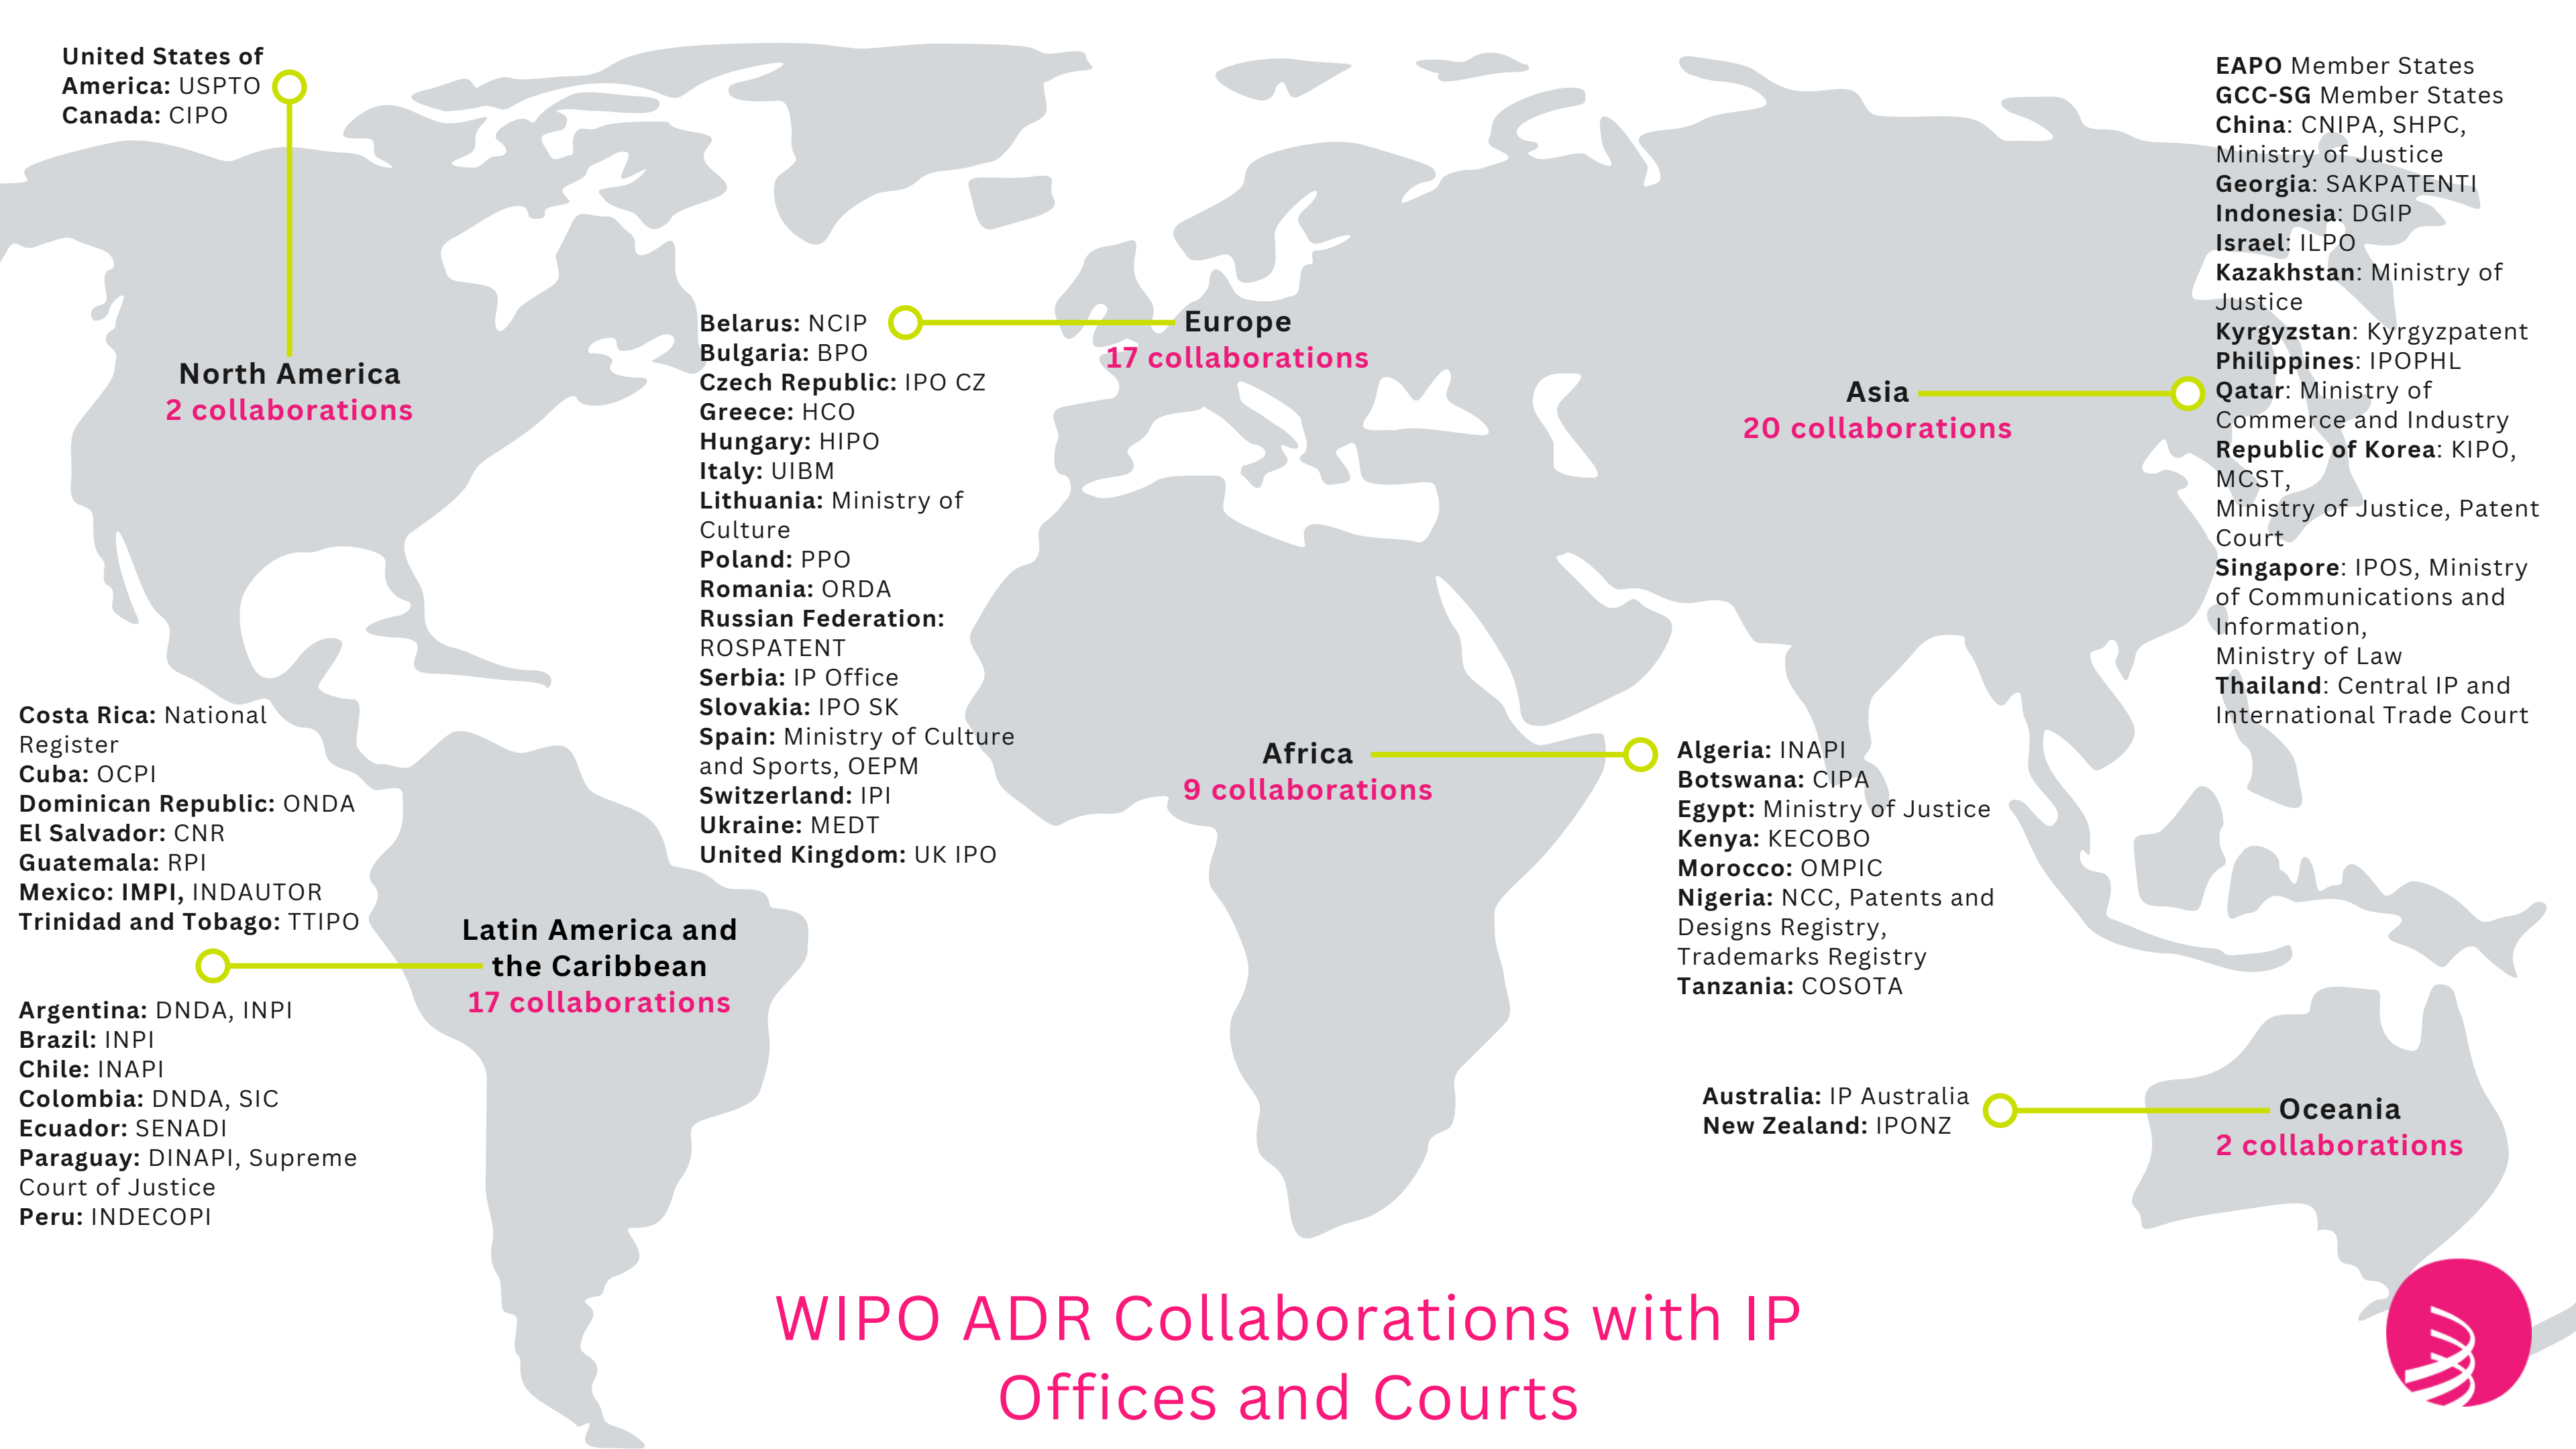 United States of
America: USPTO
Canada: CIPO
North America
2 collaborations
Belarus: NCIP
Bulgaria: BPO
Czech Republic: IPO CZ
Greece: HCO
Hungary: HIPO
Italy: UIBM
Lithuania: Ministry of
Culture
Poland: PPO
Romania: ORDA
Russian Federation:
ROSPATENT
Serbia: IP Office
Slovakia: IPO SK
Spain: Ministry of Culture
and Sports, OEPM
Switzerland: IPI
Ukraine: MEDT
United Kingdom: UK IPO
Europe
17 collaborations
Asia
20 collaborations
EAPO Member States
GCC-SG Member States
China: CNIPA, SHPC,
Ministry of Justice
Georgia: SAKPATENTI
Indonesia: DGIP
Israel: ILPO
Kazakhstan: Ministry of
Justice
Kyrgyzstan: Kyrgyzpatent
Philippines: IPOPHL
Qatar: Ministry of
Commerce and Industry
Republic of Korea: KIPO,
MCST,
Ministry of Justice, Patent
Court
Singapore: IPOS, Ministry
of Communications and
Information,
Ministry of Law
Thailand: Central IP and
International Trade Court
Costa Rica: National
Register
Cuba: OCPI
Dominican Republic: ONDA
El Salvador: CNR
Guatemala: RPI
Mexico: IMPI, INDAUTOR
Trinidad and Tobago: TTIPO
Latin America and
the Caribbean
17 collaborations
Argentina: DNDA, INPI
Brazil: INPI
Chile: INAPI
Colombia: DNDA, SIC
Ecuador: SENADI
Paraguay: DINAPI, Supreme
Court of Justice
Peru: INDECOPI
Africa
9 collaborations
Algeria: INAPI
Botswana: CIPA
Egypt: Ministry of Justice
Kenya: KECOBO
Morocco: OMPIC
Nigeria: NCC, Patents and
Designs Registry,
Trademarks Registry
Tanzania: COSOTA
Australia: IP Australia
New Zealand: IPONZ
Oceania
2 collaborations
WIPO ADR Collaborations with IP
Offices and Courts